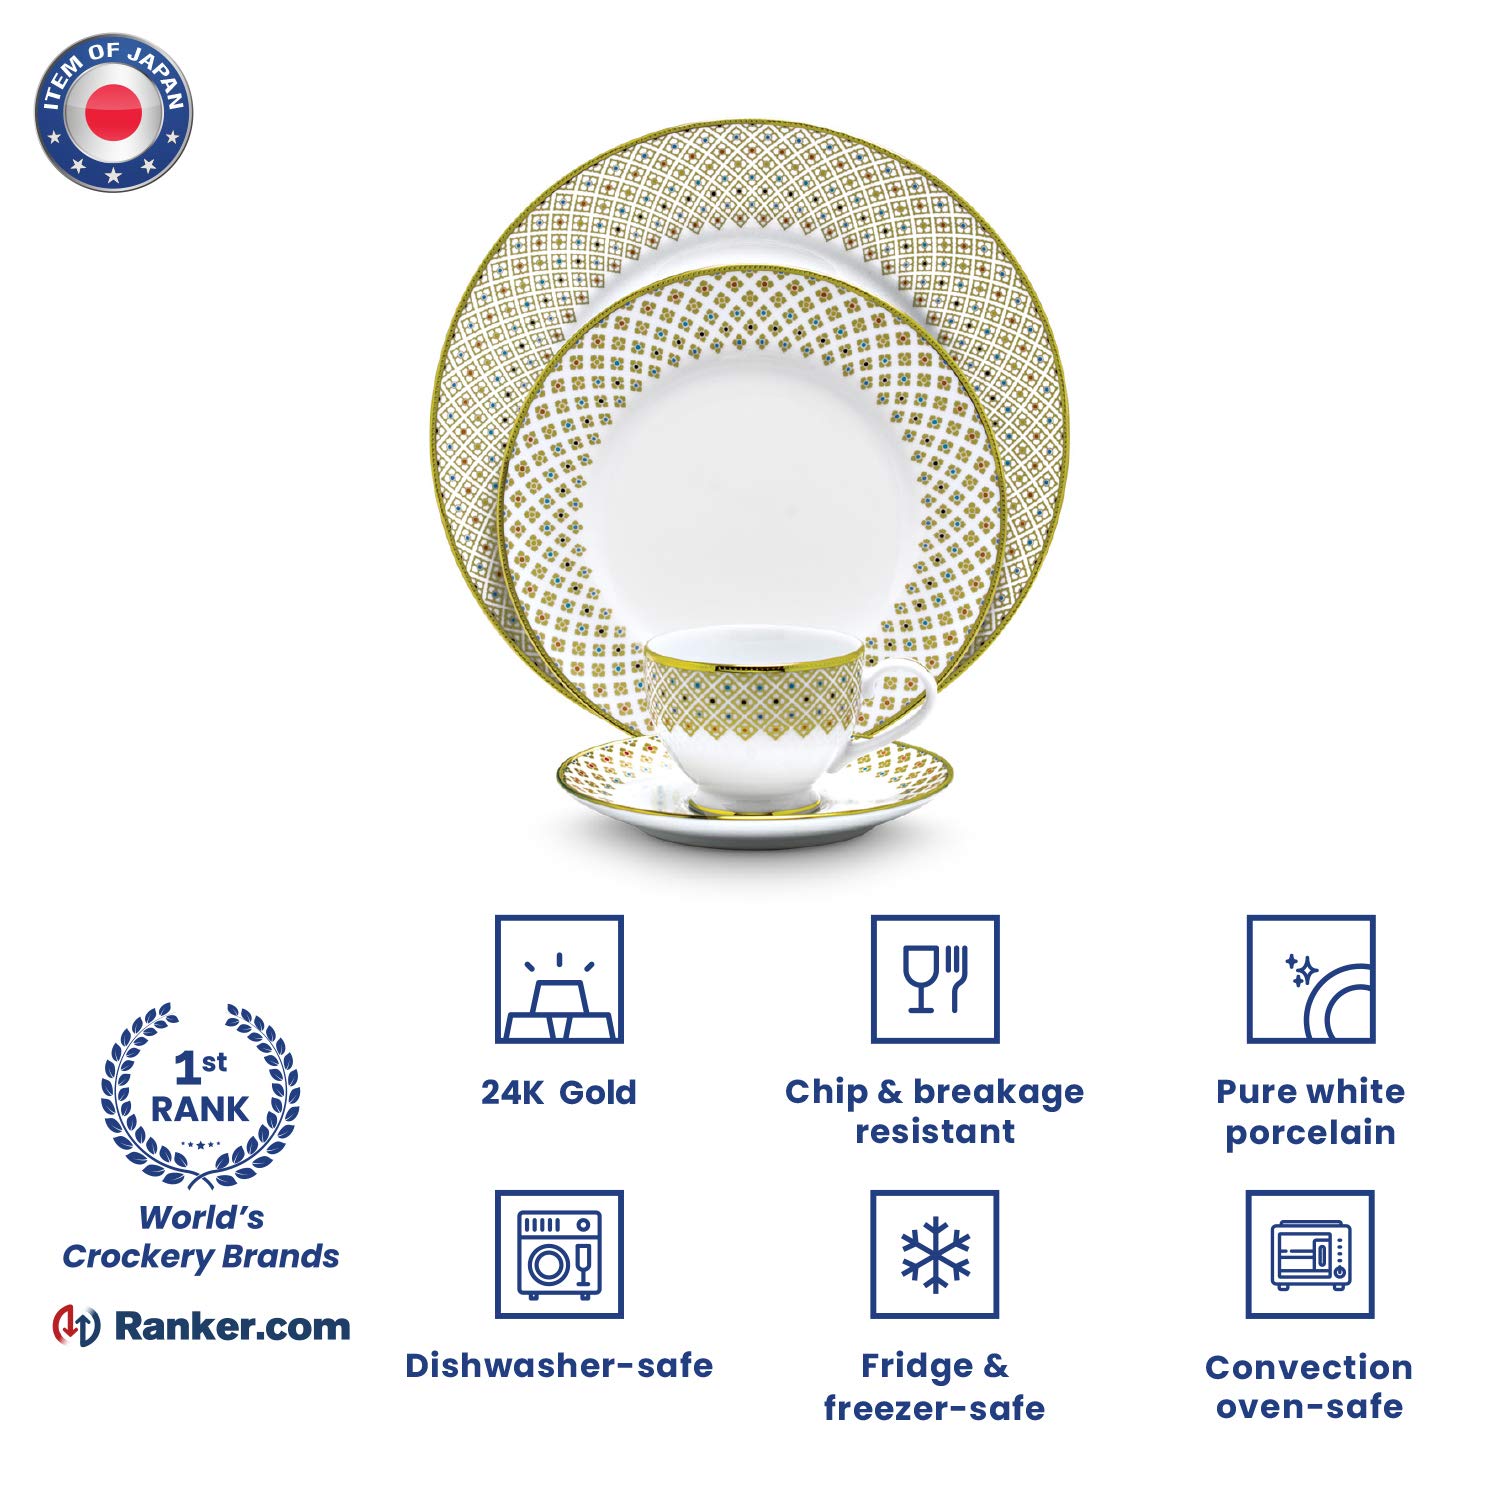 ITEM OF JAPAN
24K Gold
Chip & breakage
resistant
Pure white
porcelain
1st
RANK
World's
Crockery Brands
Ranker.com
Dishwasher-safe
Fridge &
freezer-safe
Convection
oven-safe